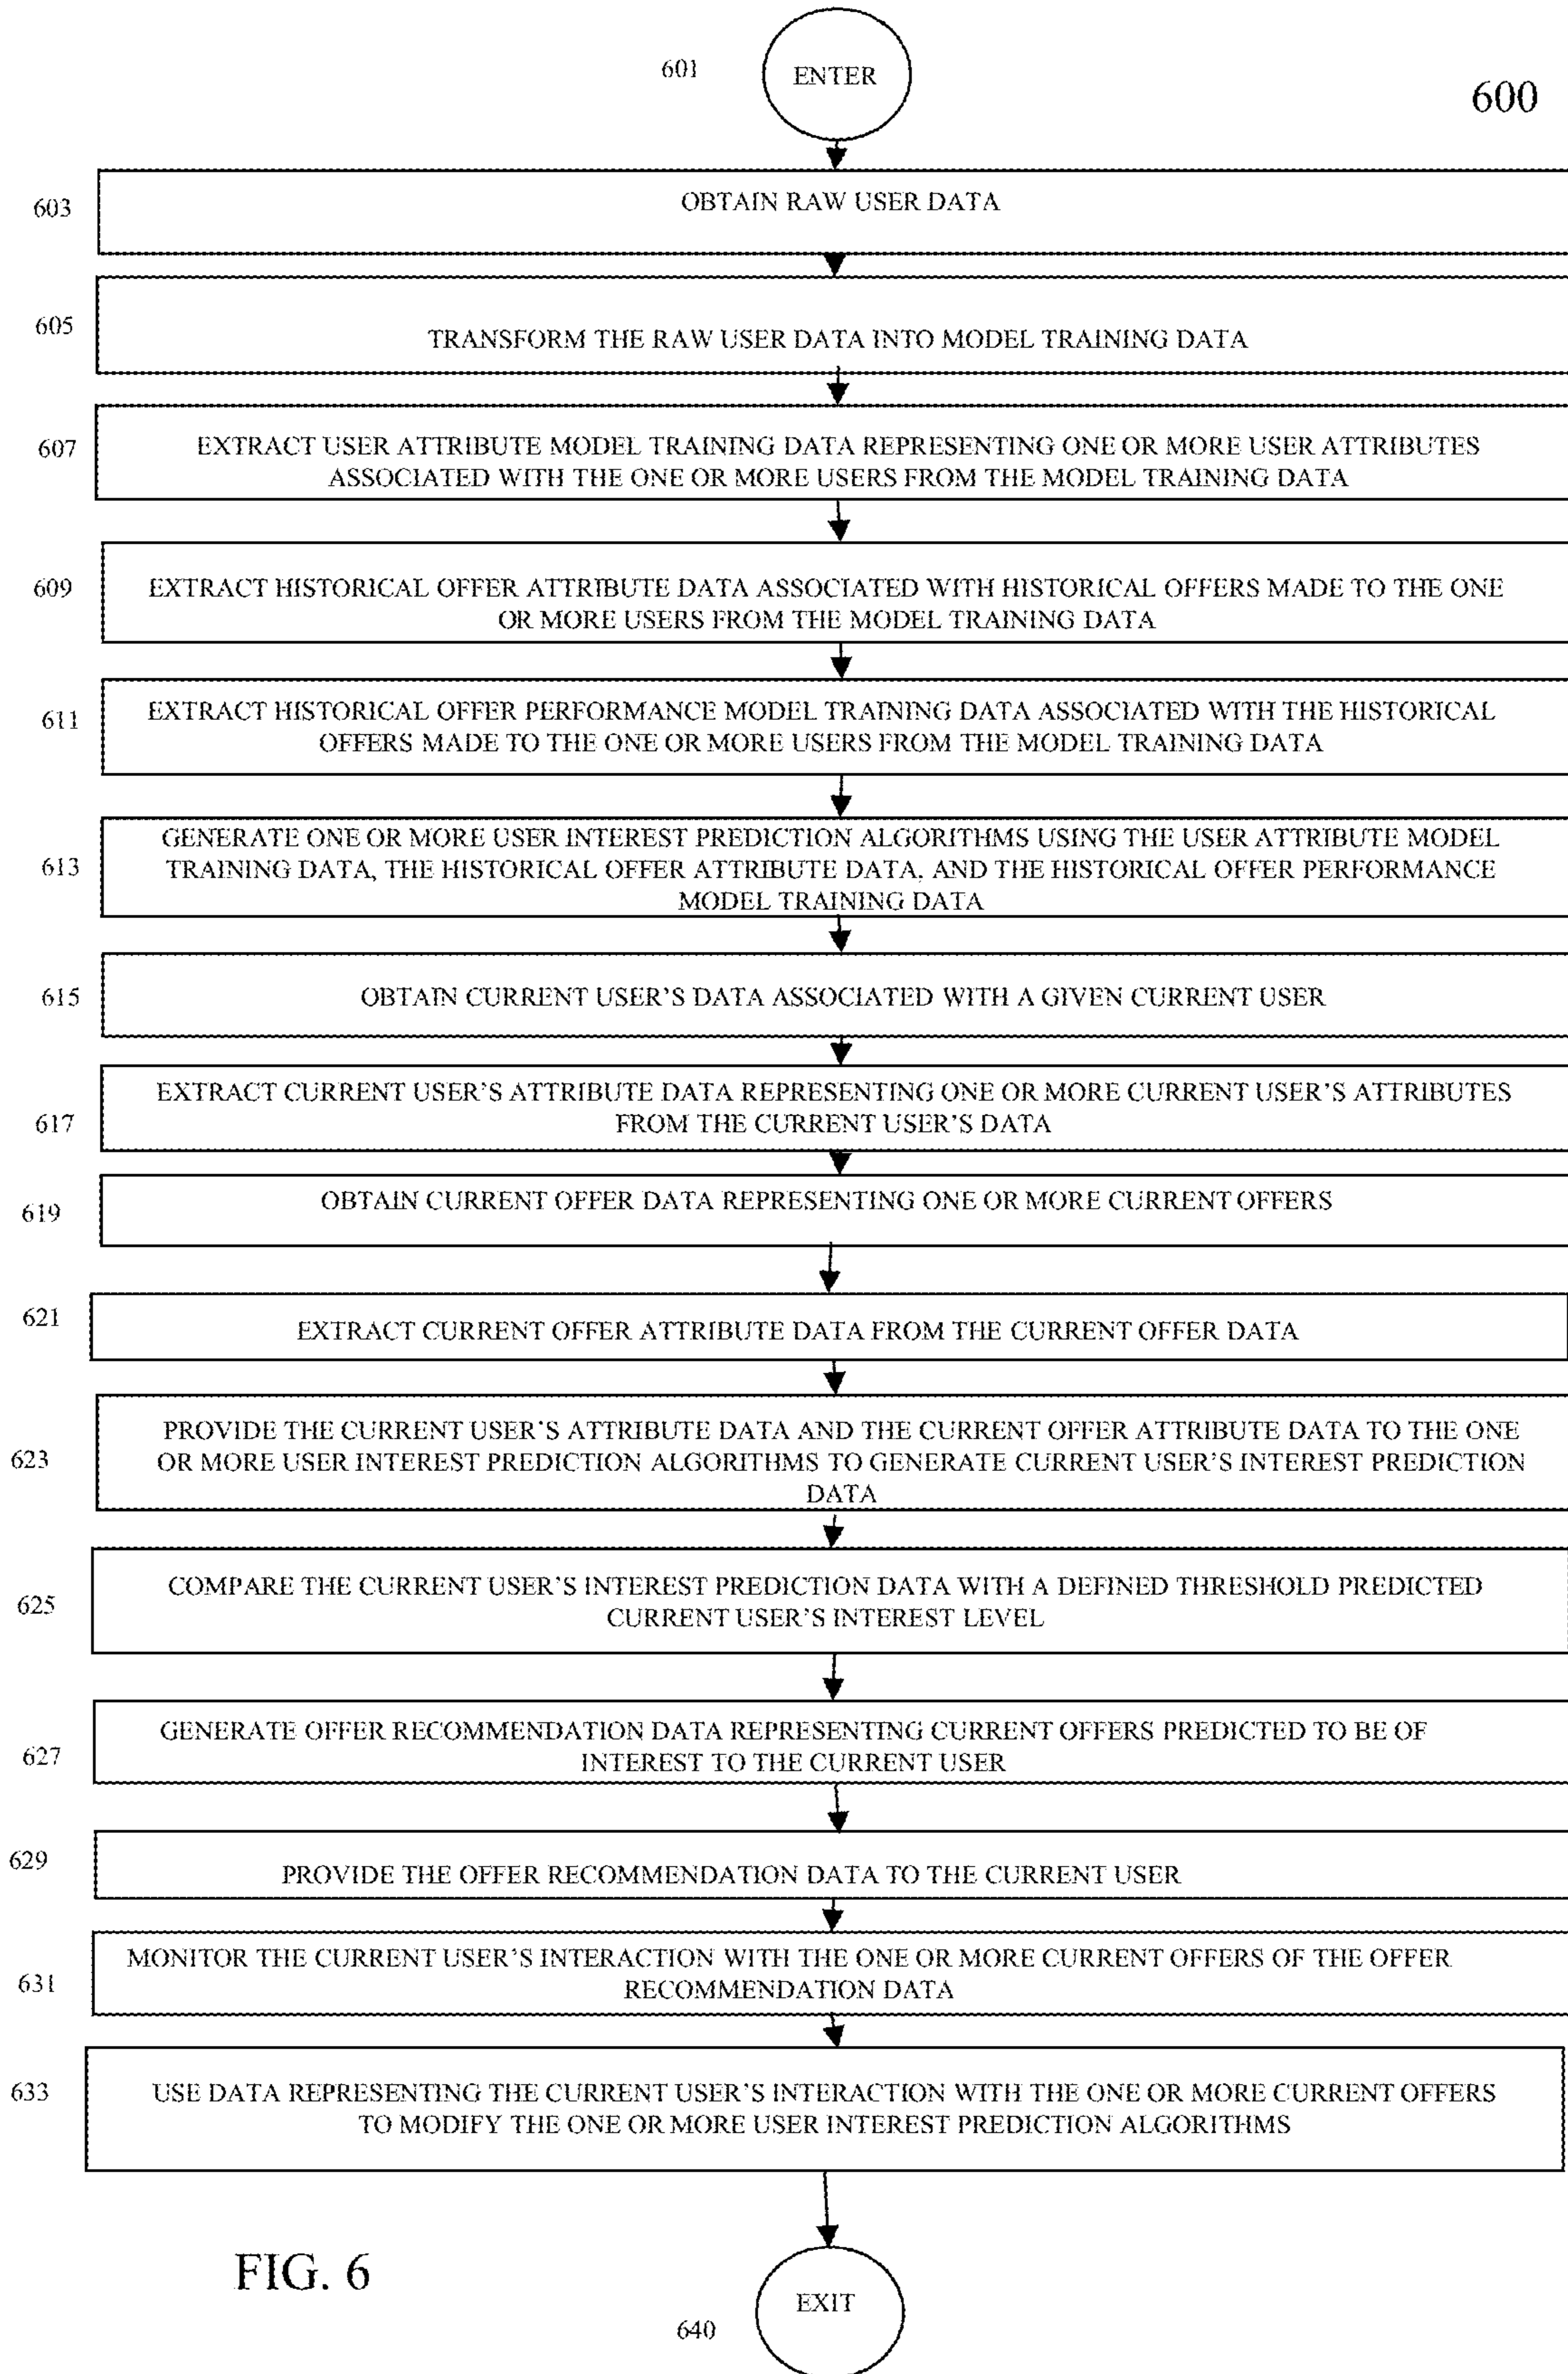 601
ENTER
600
603
OBTAIN RAW USER DATA
605
TRANSFORM THE RAW USER DATA INTO MODEL TRAINING DATA
607
EXTRACT USER ATTRIBUTE MODEL TRAINING DATA REPRESENTING ONE OR MORE USER ATTRIBUTES
ASSOCIATED WITH THE ONE OR MORE USERS FROM THE MODEL TRAINING DATA
609
EXTRACT HISTORICAL OFFER ATTRIBUTE DATA ASSOCIATED WITH HISTORICAL OFFERS MADE TO THE ONE
OR MORE USERS FROM THE MODEL TRAINING DATA
611
EXTRACT HISTORICAL OFFER PERFORMANCE MODEL TRAINING DATA ASSOCIATED WITH THE HISTORICAL
OFFERS MADE TO THE ONE OR MORE USERS FROM THE MODEL TRAINING DATA
613
GENERATE ONE OR MORE USER INTEREST PREDICTION ALGORITHMS USING THE USER ATTRIBUTE MODEL
TRAINING DATA, THE HISTORICAL OFFER ATTRIBUTE DATA, AND THE HISTORICAL OFFER PERFORMANCE
MODEL TRAINING DATA
615
OBTAIN CURRENT USER'S DATA ASSOCIATED WITH A GIVEN CURRENT USER
617
EXTRACT CURRENT USER'S ATTRIBUTE DATA REPRESENTING ONE OR MORE CURRENT USER'S ATTRIBUTES
FROM THE CURRENT USER'S DATA
619
OBTAIN CURRENT OFFER DATA REPRESENTING ONE OR MORE CURRENT OFFERS
621
EXTRACT CURRENT OFFER ATTRIBUTE DATA FROM THE CURRENT OFFER DATA
623
PROVIDE THE CURRENT USER'S ATTRIBUTE DATA AND THE CURRENT OFFER ATTRIBUTE DATA TO THE ONE
OR MORE USER INTEREST PREDICTION ALGORITHMS TO GENERATE CURRENT USER'S INTEREST PREDICTION
DATA
625
COMPARE THE CURRENT USER'S INTEREST PREDICTION DATA WITH A DEFINED THRESHOLD PREDICTED
CURRENT USER'S INTEREST LEVEL
627
GENERATE OFFER RECOMMENDATION DATA REPRESENTING CURRENT OFFERS PREDICTED TO BE OF
INTEREST TO THE CURRENT USER
629
PROVIDE THE OFFER RECOMMENDATION DATA TO THE CURRENT USER
631
MONITOR THE CURRENT USER'S INTERACTION WITH THE ONE OR MORE CURRENT OFFERS OF THE OFFER
RECOMMENDATION DATA
633
USE DATA REPRESENTING THE CURRENT USER'S INTERACTION WITH THE ONE OR MORE CURRENT OFFERS
TO MODIFY THE ONE OR MORE USER INTEREST PREDICTION ALGORITHMS
FIG. 6
EXIT
640